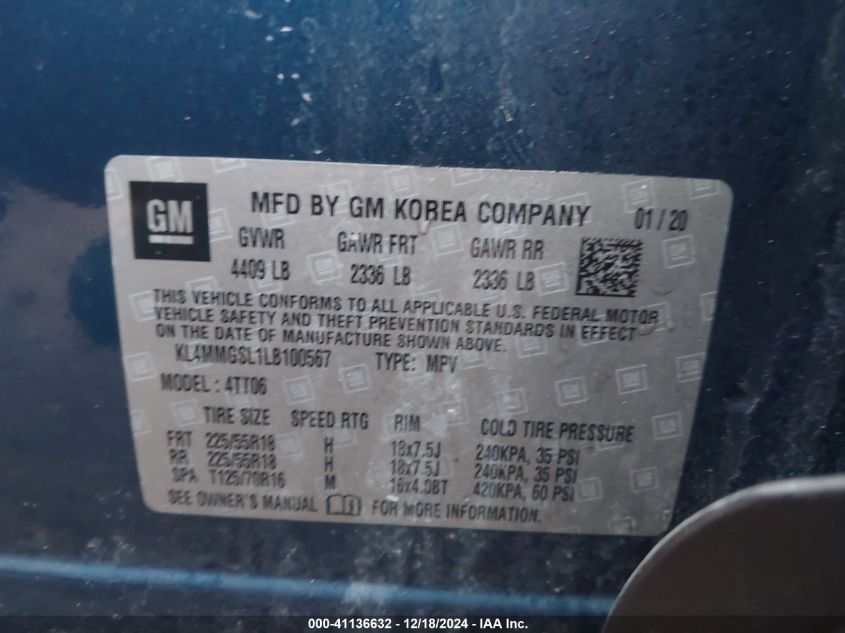 GM MFD BY GM KOREA COMPANY 01 / 20
GVWR GAWR FRT GAWR RR
4409 LB 2336 LB 2336 LB
THIS VEHICLE CONFORMS TO ALL APPLICABLE U.S. FEDERAL MOTOR
VEHICLE SAFETY AND THEFT PREVENTION STANDARDS IN EFFECT
ON THE DATE OF MANUFACTURE SHOWN ABOVE.
KL4MMGSL1LB100567 TYPE: MPV
MODEL : 4TT06
TIRE SIZE SPEED RTG RIM COLD TIRE PRESSURE
FRT 225/55R18 H 18x7.5J 240KPA, 35 PSI
RR 225/55R18 H 18x7.5J 240KPA, 35 PSI
SPA T125/70R16 M 16x4.0BT 420KPA, 60 PSI
SEE OWNER'S MANUAL FOR MORE INFORMATION.
000-41136632 - 12/18/2024 - IAA Inc.